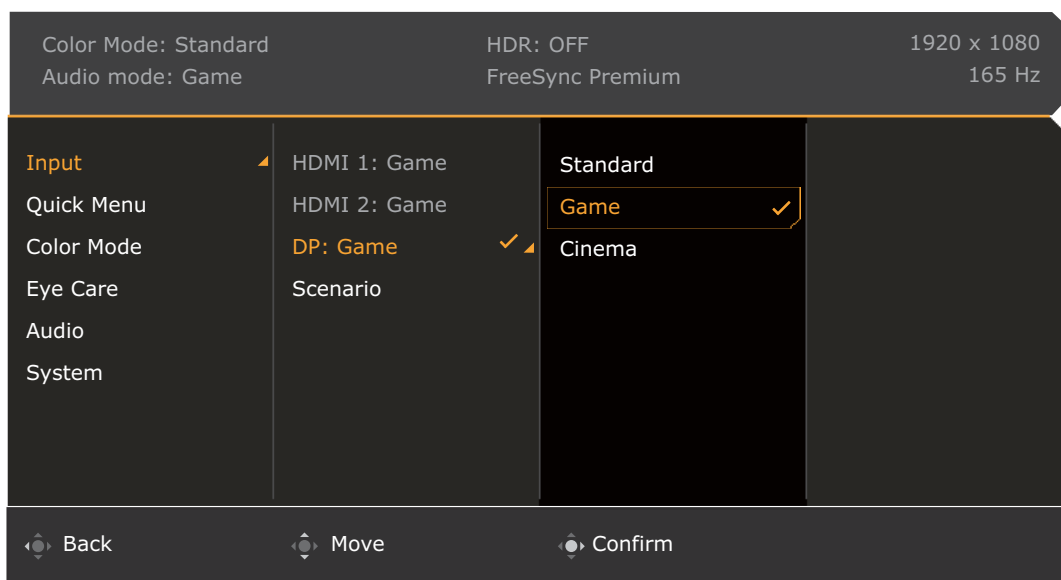 Color Mode: Standard
HDR: OFF
1920 x 1080
Audio mode: Game
FreeSync Premium
165 Hz
Input
Quick Menu
Color Mode
Eye Care
Audio
System
HDMI 1: Game
HDMI 2: Game
DP: Game
Scenario
Standard
Game
Cinema
Back
Move
Confirm